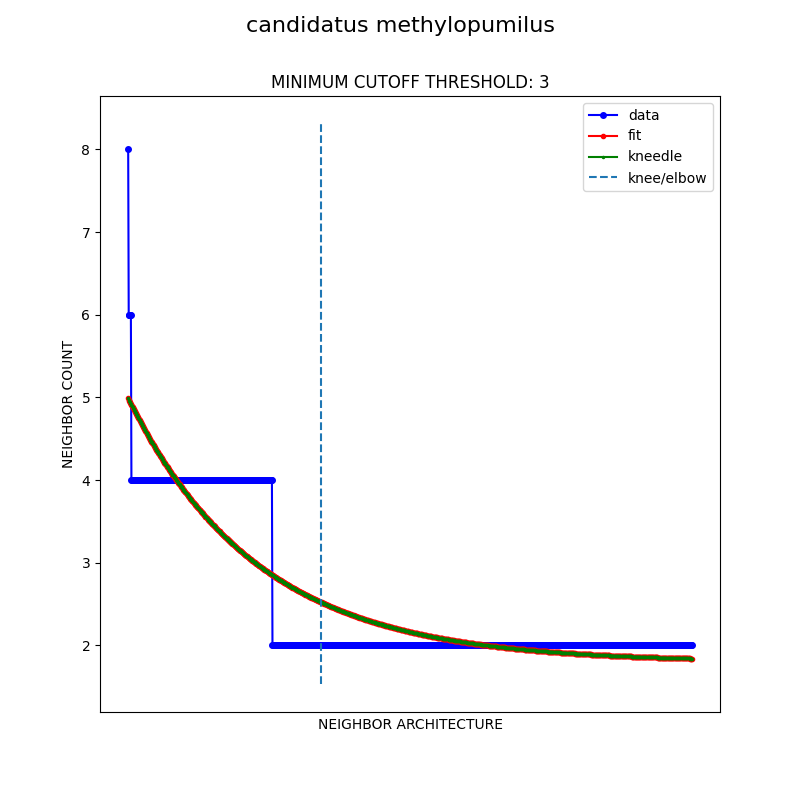 candidatus methylopumilus
MINIMUM CUTOFF THRESHOLD: 3
data
fit
kneedle
knee/elbow
8
7
6
5
4
3
2
NEIGHBOR COUNT
NEIGHBOR ARCHITECTURE